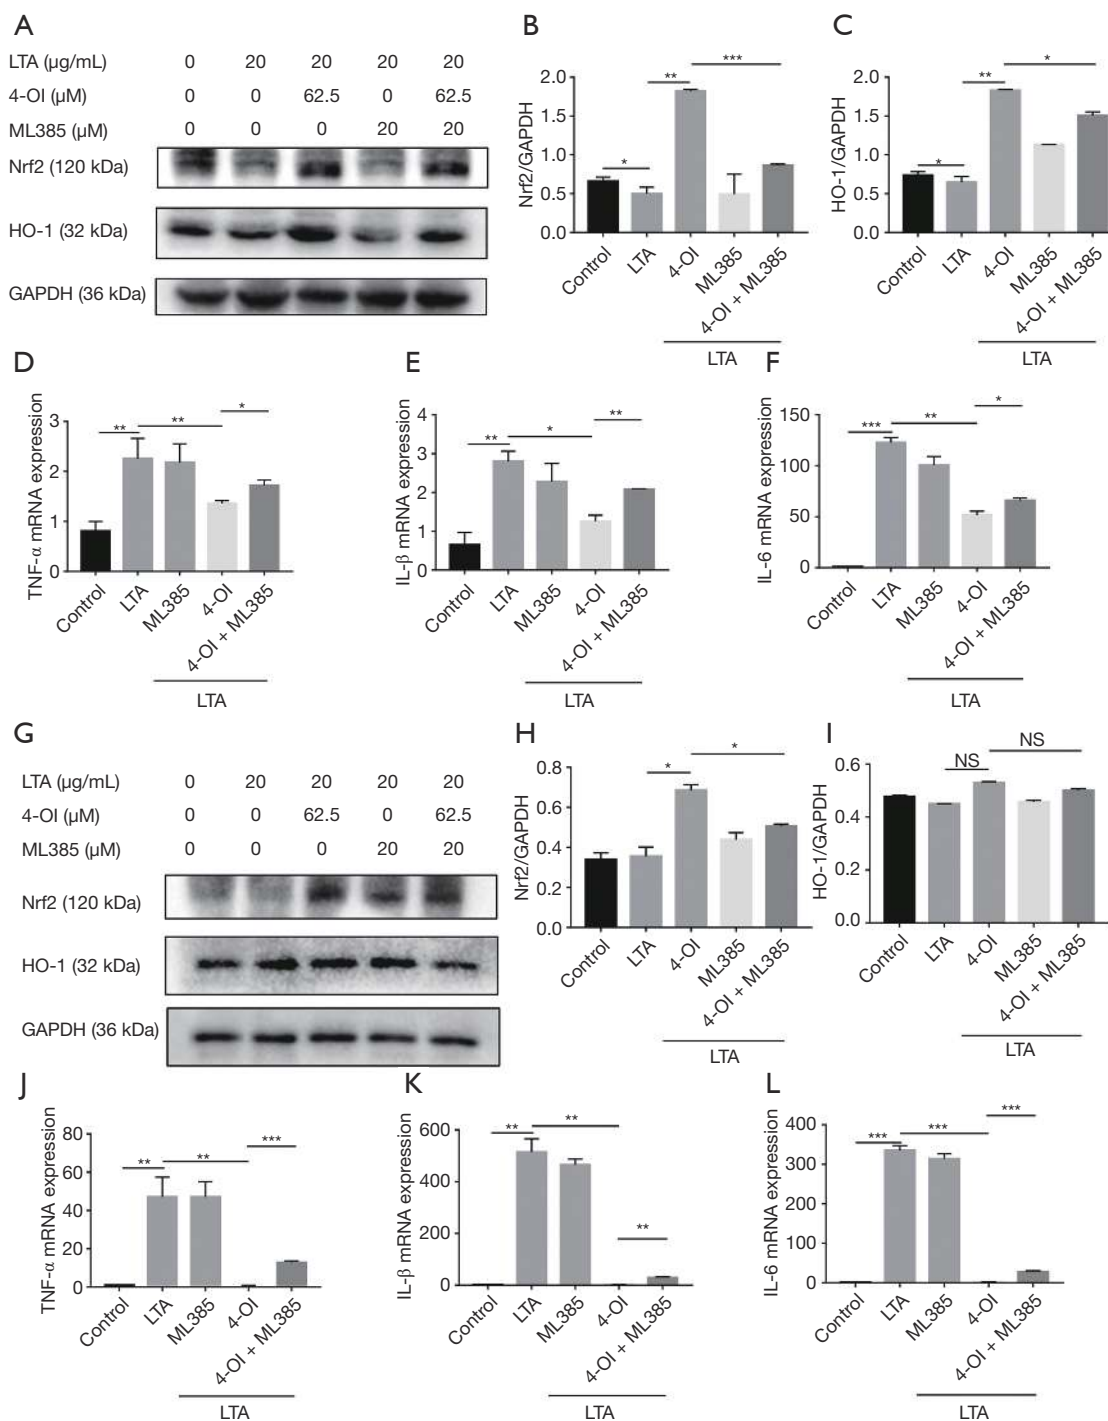 A
LTA (µg/mL) 0 20 20 20 20
4-OI (µM) 0 0 62.5 0 62.5
ML385 (µM) 0 0 0 20 20
Nrf2 (120 kDa)
HO-1 (32 kDa)
GAPDH (36 kDa)
B
Nrf2/GAPDH
2.0
1.5
1.0
0.5
0.0
* ** ***
Control LTA 4-OI ML385 4-OI + ML385
LTA
C
HO-1/GAPDH
2.0
1.5
1.0
0.5
0.0
* ** *
Control LTA 4-OI ML385 4-OI + ML385
LTA
D
TNF-α mRNA expression
3
2
1
0
** ** *
Control LTA ML385 4-OI 4-OI + ML385
LTA
E
IL-β mRNA expression
4
3
2
1
0
** * **
Control LTA ML385 4-OI 4-OI + ML385
LTA
F
IL-6 mRNA expression
150
100
50
0
*** ** *
Control LTA ML385 4-OI 4-OI + ML385
LTA
G
LTA (µg/mL) 0 20 20 20 20
4-OI (µM) 0 0 62.5 0 62.5
ML385 (µM) 0 0 0 20 20
Nrf2 (120 kDa)
HO-1 (32 kDa)
GAPDH (36 kDa)
H
Nrf2/GAPDH
0.8
0.6
0.4
0.2
0.0
* *
Control LTA 4-OI ML385 4-OI + ML385
LTA
I
HO-1/GAPDH
0.6
0.4
0.2
0.0
NS NS
Control LTA 4-OI ML385 4-OI + ML385
LTA
J
TNF-α mRNA expression
80
60
40
20
0
** ** ***
Control LTA ML385 4-OI 4-OI + ML385
LTA
K
IL-β mRNA expression
600
400
200
0
** ** **
Control LTA ML385 4-OI 4-OI + ML385
LTA
L
IL-6 mRNA expression
400
300
200
100
0
*** *** ***
Control LTA ML385 4-OI 4-OI + ML385
LTA